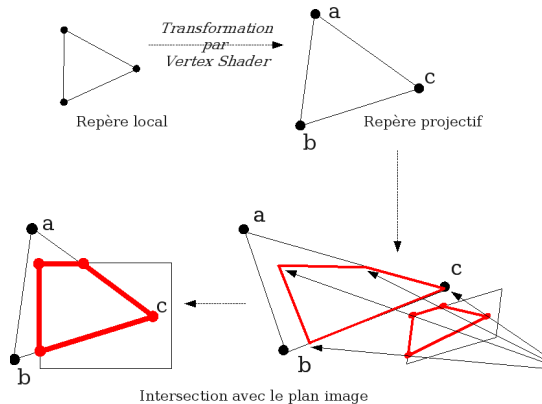 Transformation
par
Vertex Shader
a
c
b
Repère local
Repère projectif
a
c
b
a
c
b
Intersection avec le plan image